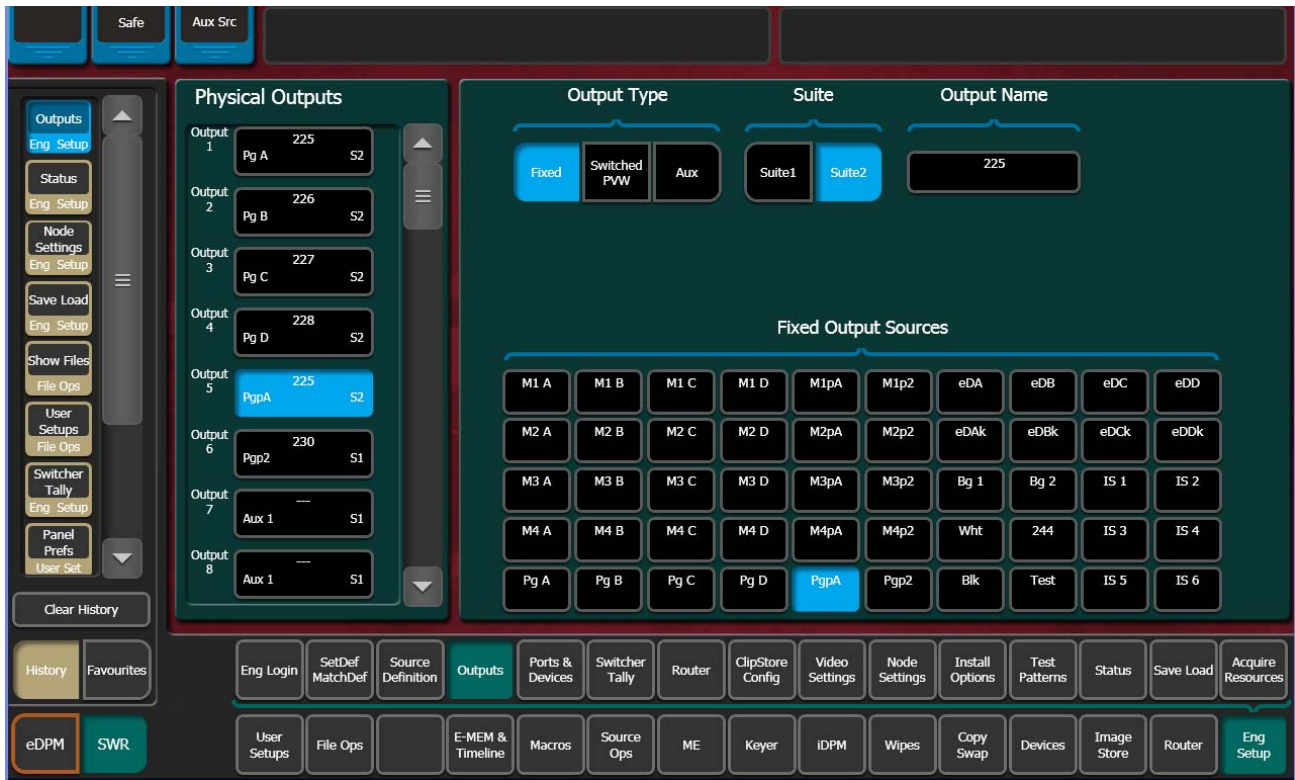 Safe
Aux Src
Outputs
Eng Setup
Status
Eng Setup
Node
Settings
Eng Setup
Save Load
Eng Setup
Show Files
File Ops
User
Setups
File Ops
Switcher
Tally
Eng Setup
Panel
Prefs
User Set
Clear History
History
Favourites
eDPM
SWR
Physical Outputs
Output
1
225
Pg A S2
Output
2
226
Pg B S2
Output
3
227
Pg C S2
Output
4
228
Pg D S2
Output
5
225
PgpA S2
Output
6
230
Pgp2 S1
Output
7
---
Aux 1 S1
Output
8
---
Aux 1 S1
Output Type
Suite
Output Name
Fixed
Switched
PVW
Aux
Suite1
Suite2
225
Fixed Output Sources
M1 A M1 B M1 C M1 D M1pA M1p2 eDA eDB eDC eDD
M2 A M2 B M2 C M2 D M2pA M2p2 eDAk eDBk eDCk eDDk
M3 A M3 B M3 C M3 D M3pA M3p2 Bg 1 Bg 2 IS 1 IS 2
M4 A M4 B M4 C M4 D M4pA M4p2 Wht 244 IS 3 IS 4
Pg A Pg B Pg C Pg D PgpA Pgp2 Blk Test IS 5 IS 6
Eng Login
SetDef
MatchDef
Source
Definition
Outputs
Ports &
Devices
Switcher
Tally
Router
ClipStore
Config
Video
Settings
Node
Settings
Install
Options
Test
Patterns
Status
Save Load
Acquire
Resources
User
Setups
File Ops
E-MEM &
Timeline
Macros
Source
Ops
ME
Keyer
iDPM
Wipes
Copy
Swap
Devices
Image
Store
Router
Eng
Setup